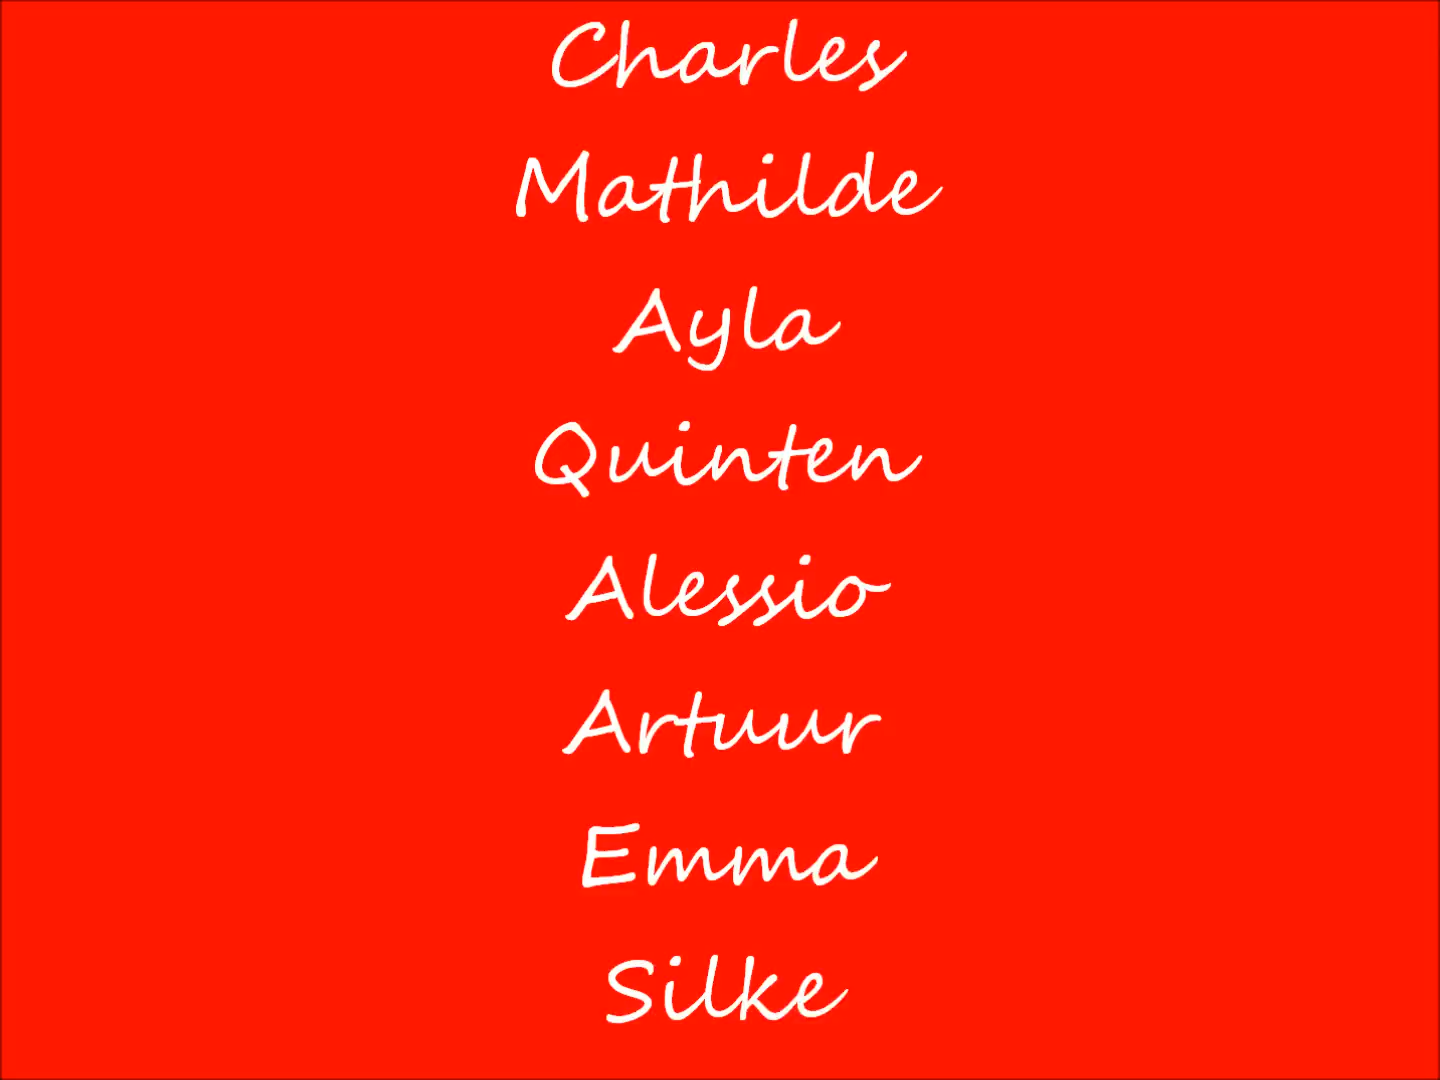 Charles
Mathilde
Ayla
Quinten
Alessio
Artuur
Emma
Silke